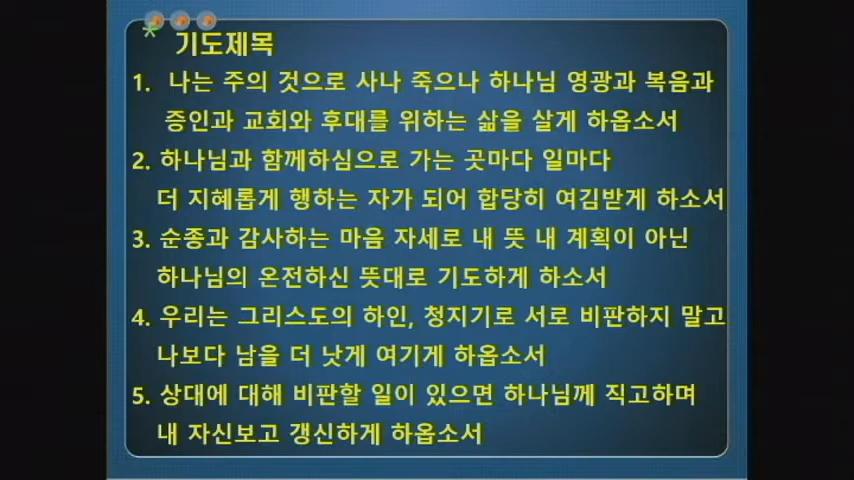 기도제목
1. 나는 주의 것으로 사나 죽으나 하나님 영광과 복음과
증인과 교회와 후대를 위하는 삶을 살게 하옵소서
2. 하나님과 함께하심으로 가는 곳마다 일마다
더 지혜롭게 행하는 자가 되어 합당히 여김받게 하소서
3. 순종과 감사하는 마음 자세로 내 뜻 내 계획이 아닌
하나님의 온전하신 뜻대로 기도하게 하소서
4. 우리는 그리스도의 하인, 청지기로 서로 비판하지 말고
나보다 남을 더 낫게 여기게 하옵소서
5. 상대에 대해 비판할 일이 있으면 하나님께 직고하며
내 자신보고 갱신하게 하옵소서